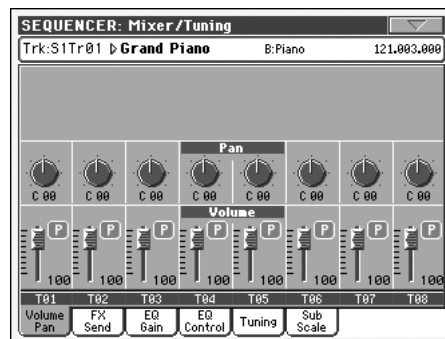 SEQUENCER: Mixer/Tuning
Trk:S1Tr01 ▷Grand Piano B:Piano 121.003.000
Pan
C 00 C 00 C 00 C 00 C 00 C 00 C 00 C 00
Volume
P P P P P P P P
100 100 100 100 100 100 100 100
T01 T02 T03 T04 T05 T06 T07 T08
Volume Pan FX Send EQ Gain EQ Control Tuning Sub Scale